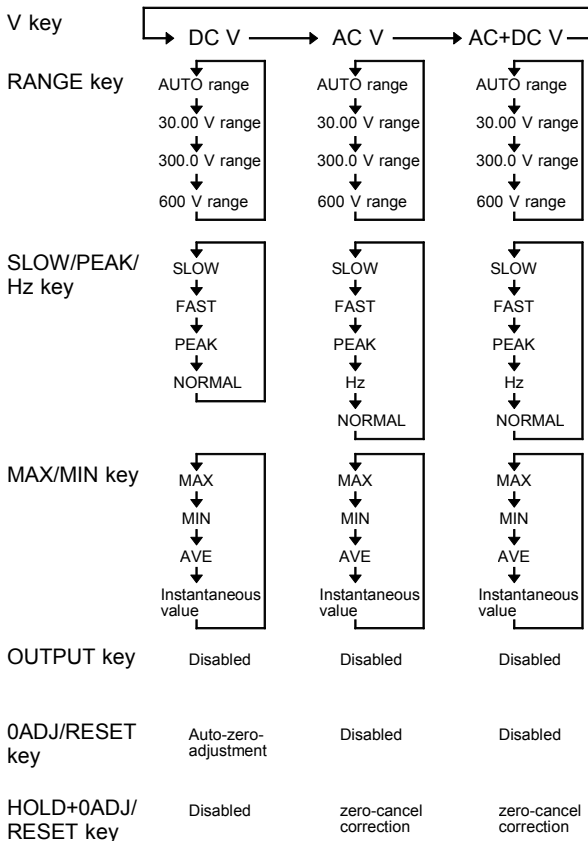 V key DC V AC V AC+DC V
RANGE key AUTO range AUTO range AUTO range
30.00 V range 30.00 V range 30.00 V range
300.0 V range 300.0 V range 300.0 V range
600 V range 600 V range 600 V range
SLOW/PEAK/
Hz key
SLOW SLOW SLOW
FAST FAST FAST
PEAK PEAK PEAK
NORMAL Hz Hz
NORMAL NORMAL
MAX/MIN key MAX MAX MAX
MIN MIN MIN
AVE AVE AVE
Instantaneous Instantaneous Instantaneous
value value value
OUTPUT key Disabled Disabled Disabled
0ADJ/RESET Auto-zero- Disabled Disabled
key adjustment
HOLD+0ADJ/ Disabled zero-cancel zero-cancel
RESET key correction correction